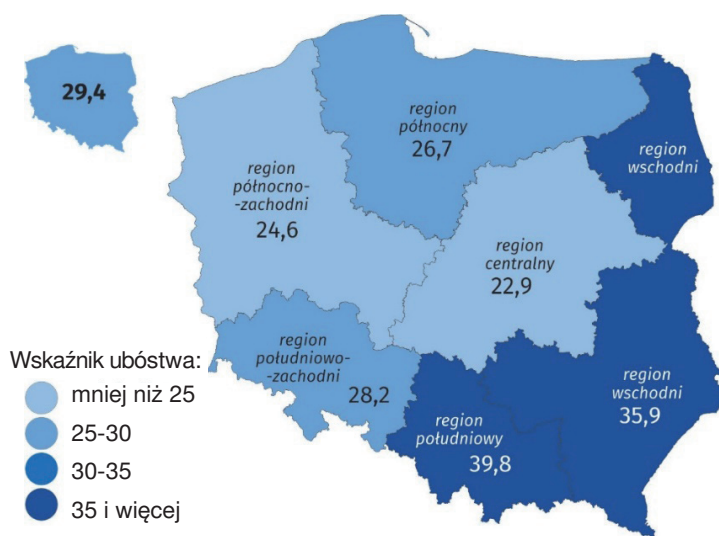 29,4
region
północny
26,7
region
wschodni
region
północno-
-zachodni
24,6
region
centralny
22,9
region
południowo-
-zachodni
28,2
region
wschodni
35,9
region
południowy
39,8
Wskaźnik ubóstwa:
mniej niż 25
25-30
30-35
35 i więcej